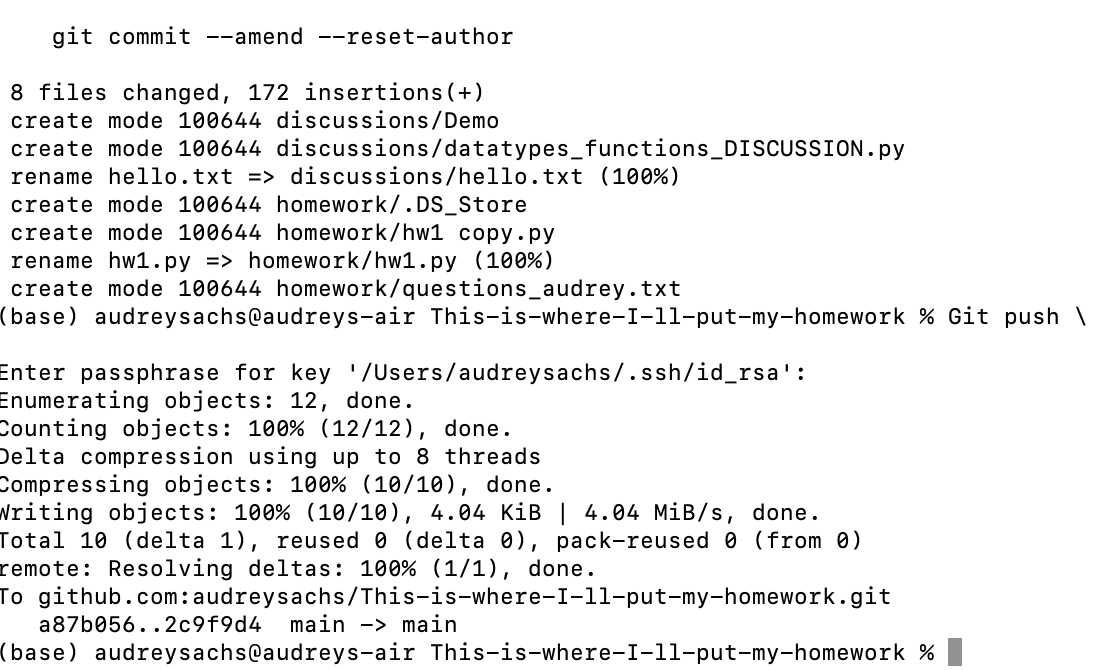 git commit --amend --reset-author
8 files changed, 172 insertions(+)
create mode 100644 discussions/Demo
create mode 100644 discussions/datatypes_functions_DISCUSSION.py
rename hello.txt => discussions/hello.txt (100%)
create mode 100644 homework/.DS_Store
create mode 100644 homework/hw1 copy.py
rename hw1.py => homework/hw1.py (100%)
create mode 100644 homework/questions_audrey.txt
(base) audreysachs@audreys-air This-is-where-I-ll-put-my-homework % Git push \
Enter passphrase for key '/Users/audreysachs/.ssh/id_rsa':
Enumerating objects: 12, done.
Counting objects: 100% (12/12), done.
Delta compression using up to 8 threads
Compressing objects: 100% (10/10), done.
Writing objects: 100% (10/10), 4.04 KiB | 4.04 MiB/s, done.
Total 10 (delta 1), reused 0 (delta 0), pack-reused 0 (from 0)
remote: Resolving deltas: 100% (1/1), done.
To github.com:audreysachs/This-is-where-I-ll-put-my-homework.git
a87b056..2c9f9d4  main -> main
(base) audreysachs@audreys-air This-is-where-I-ll-put-my-homework %